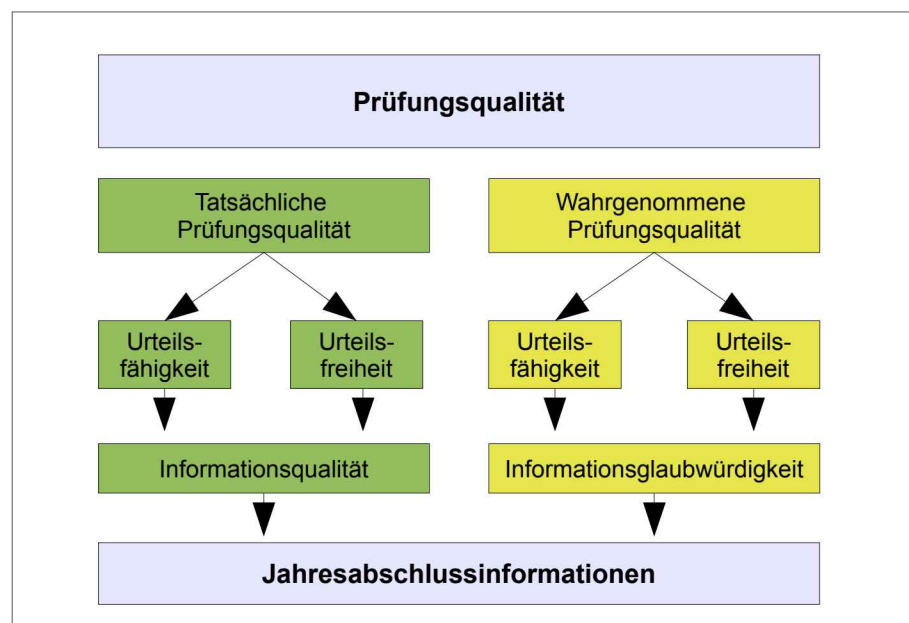 Prüfungsqualität
Tatsächliche
Prüfungsqualität
Wahrgenommene
Prüfungsqualität
Urteils-
fähigkeit
Urteils-
freiheit
Urteils-
fähigkeit
Urteils-
freiheit
Informationsqualität
Informationsglaubwürdigkeit
Jahresabschlussinformationen